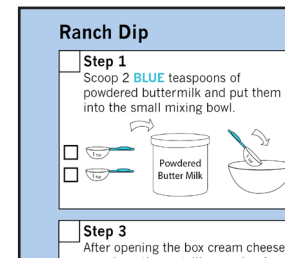 Ranch Dip
Step 1
Scoop 2 BLUE teaspoons of
powdered buttermilk and put them
into the small mixing bowl.
Powdered
Butter Milk
Step 3
After opening the box cream cheese